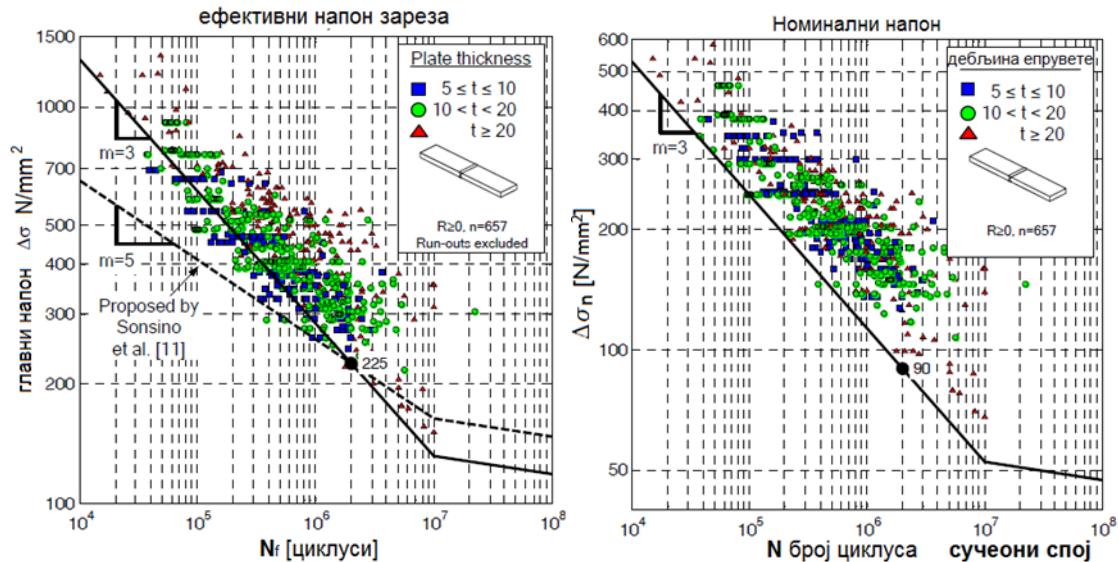 ефективни напон зареза
1500
1000
700
500
400
300
200
100
главни напон Δσ N/mm²
m=3
m=5
Proposed by
Sonsino
et al. [11]
225
Plate thickness
5 ≤ t ≤ 10
10 < t < 20
t ≥ 20
R≥0, n=657
Run-outs excluded
10⁴ 10⁵ 10⁶ 10⁷ 10⁸
Nf [циклуси]
Номинални напон
600
500
400
300
200
100
50
Δσn [N/mm²]
m=3
90
дебљина епрувете
5 ≤ t ≤ 10
10 < t < 20
t ≥ 20
R≥0, n=657
10⁴ 10⁵ 10⁶ 10⁷ 10⁸
N број циклуса сучеони спој